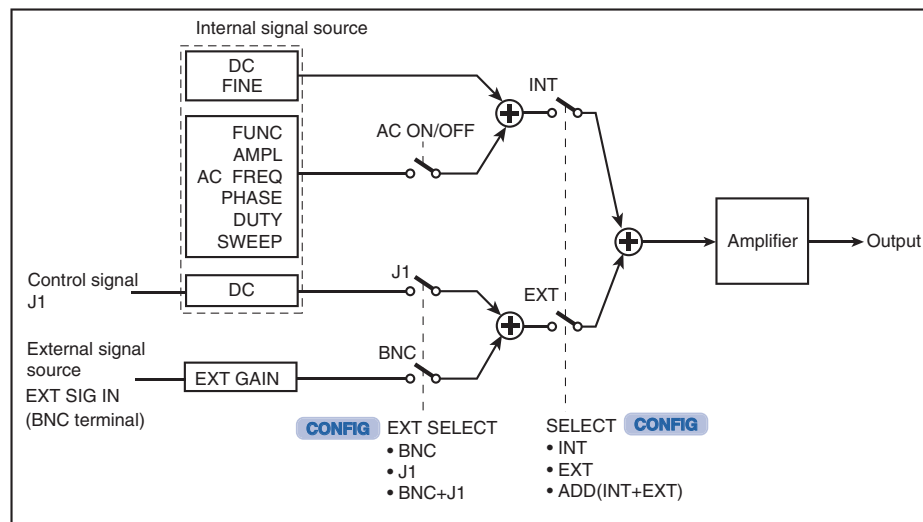 Internal signal source
DC
FINE
INT
FUNC
AMPL
AC FREQ
PHASE
DUTY
SWEEP
AC ON/OFF
Amplifier
Output
Control signal
J1
DC
J1
EXT
External signal
source
EXT SIG IN
(BNC terminal)
EXT GAIN
BNC
CONFIG EXT SELECT
• BNC
• J1
• BNC+J1
SELECT CONFIG
• INT
• EXT
• ADD(INT+EXT)